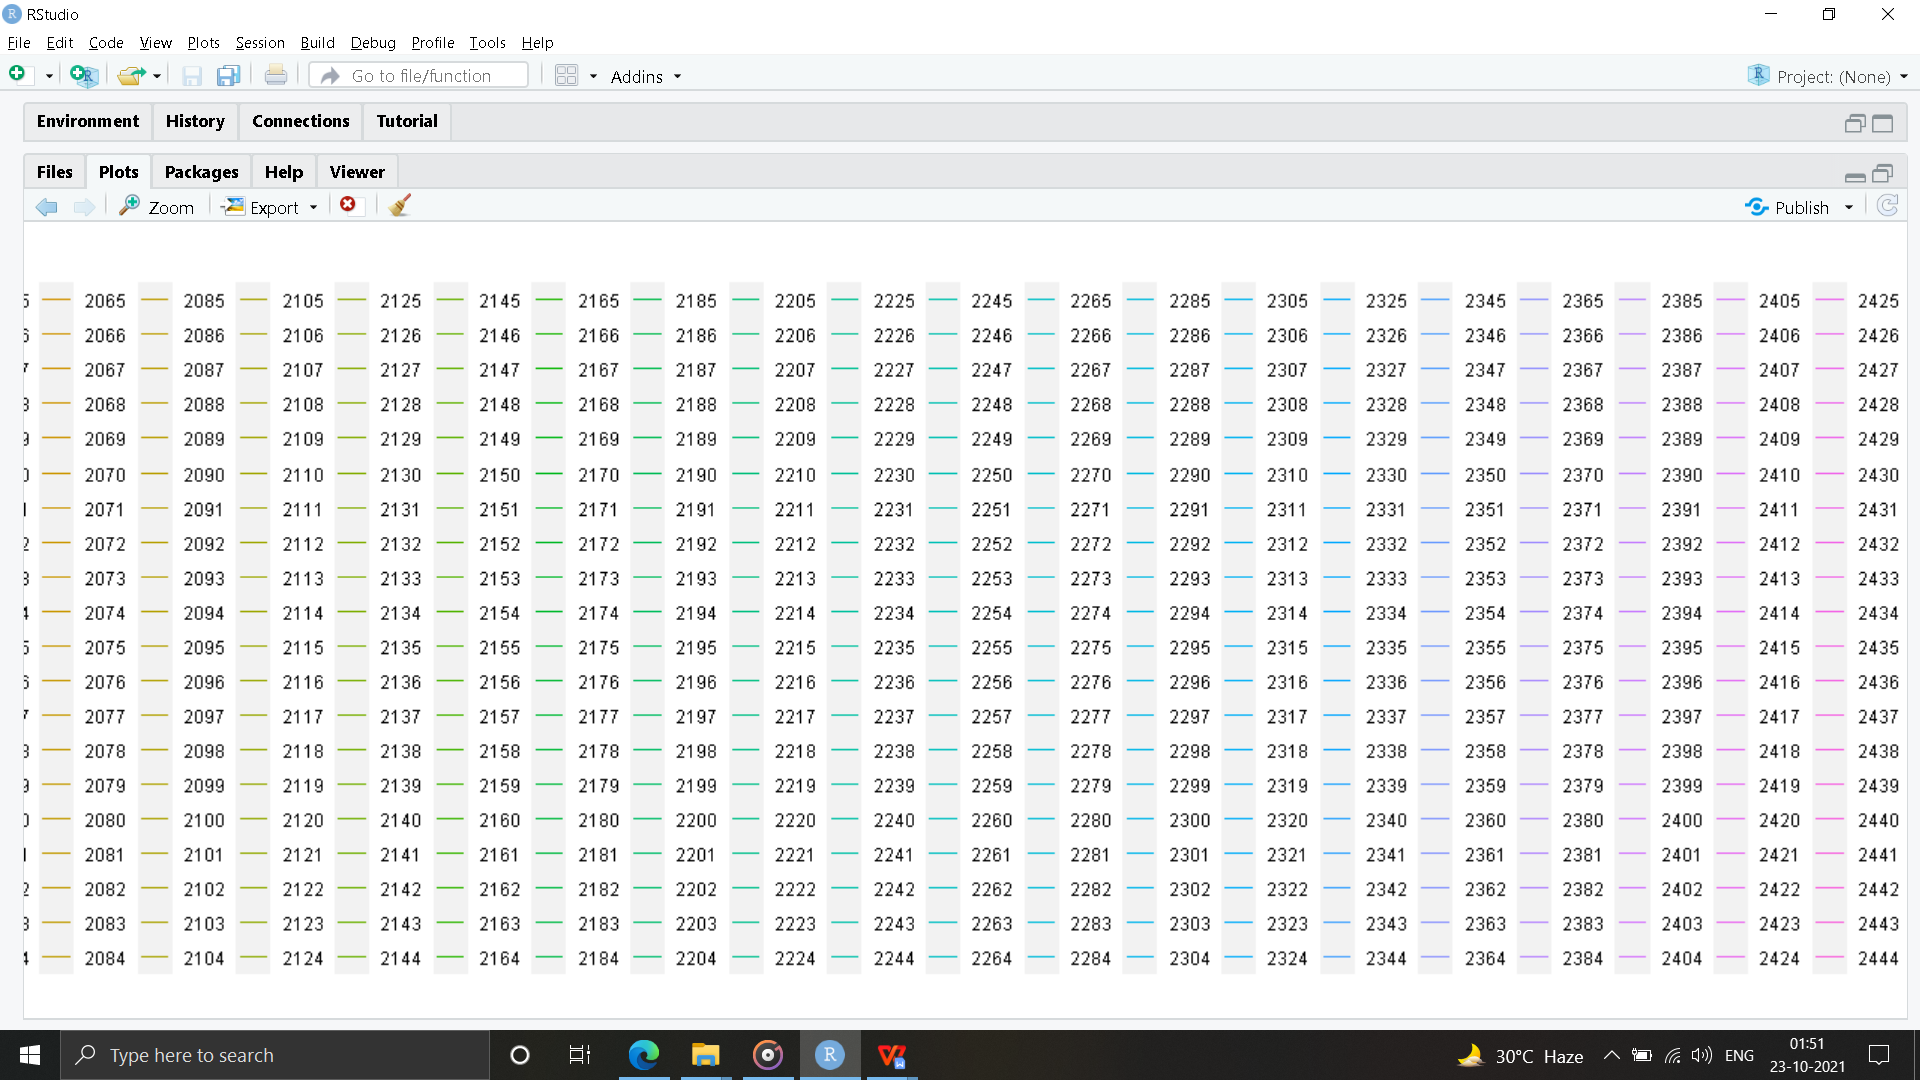 RStudio
File Edit Code View Plots Session Build Debug Profile Tools Help
Go to file/function Addins Project: (None)
Environment History Connections Tutorial
Files Plots Packages Help Viewer
Zoom Export Publish
2065 2085 2105 2125 2145 2165 2185 2205 2225 2245 2265 2285 2305 2325 2345 2365 2385 2405 2425
2066 2086 2106 2126 2146 2166 2186 2206 2226 2246 2266 2286 2306 2326 2346 2366 2386 2406 2426
2067 2087 2107 2127 2147 2167 2187 2207 2227 2247 2267 2287 2307 2327 2347 2367 2387 2407 2427
2068 2088 2108 2128 2148 2168 2188 2208 2228 2248 2268 2288 2308 2328 2348 2368 2388 2408 2428
2069 2089 2109 2129 2149 2169 2189 2209 2229 2249 2269 2289 2309 2329 2349 2369 2389 2409 2429
2070 2090 2110 2130 2150 2170 2190 2210 2230 2250 2270 2290 2310 2330 2350 2370 2390 2410 2430
2071 2091 2111 2131 2151 2171 2191 2211 2231 2251 2271 2291 2311 2331 2351 2371 2391 2411 2431
2072 2092 2112 2132 2152 2172 2192 2212 2232 2252 2272 2292 2312 2332 2352 2372 2392 2412 2432
2073 2093 2113 2133 2153 2173 2193 2213 2233 2253 2273 2293 2313 2333 2353 2373 2393 2413 2433
2074 2094 2114 2134 2154 2174 2194 2214 2234 2254 2274 2294 2314 2334 2354 2374 2394 2414 2434
2075 2095 2115 2135 2155 2175 2195 2215 2235 2255 2275 2295 2315 2335 2355 2375 2395 2415 2435
2076 2096 2116 2136 2156 2176 2196 2216 2236 2256 2276 2296 2316 2336 2356 2376 2396 2416 2436
2077 2097 2117 2137 2157 2177 2197 2217 2237 2257 2277 2297 2317 2337 2357 2377 2397 2417 2437
2078 2098 2118 2138 2158 2178 2198 2218 2238 2258 2278 2298 2318 2338 2358 2378 2398 2418 2438
2079 2099 2119 2139 2159 2179 2199 2219 2239 2259 2279 2299 2319 2339 2359 2379 2399 2419 2439
2080 2100 2120 2140 2160 2180 2200 2220 2240 2260 2280 2300 2320 2340 2360 2380 2400 2420 2440
2081 2101 2121 2141 2161 2181 2201 2221 2241 2261 2281 2301 2321 2341 2361 2381 2401 2421 2441
2082 2102 2122 2142 2162 2182 2202 2222 2242 2262 2282 2302 2322 2342 2362 2382 2402 2422 2442
2083 2103 2123 2143 2163 2183 2203 2223 2243 2263 2283 2303 2323 2343 2363 2383 2403 2423 2443
2084 2104 2124 2144 2164 2184 2204 2224 2244 2264 2284 2304 2324 2344 2364 2384 2404 2424 2444
Type here to search 30°C Haze ENG 01:51
23-10-2021